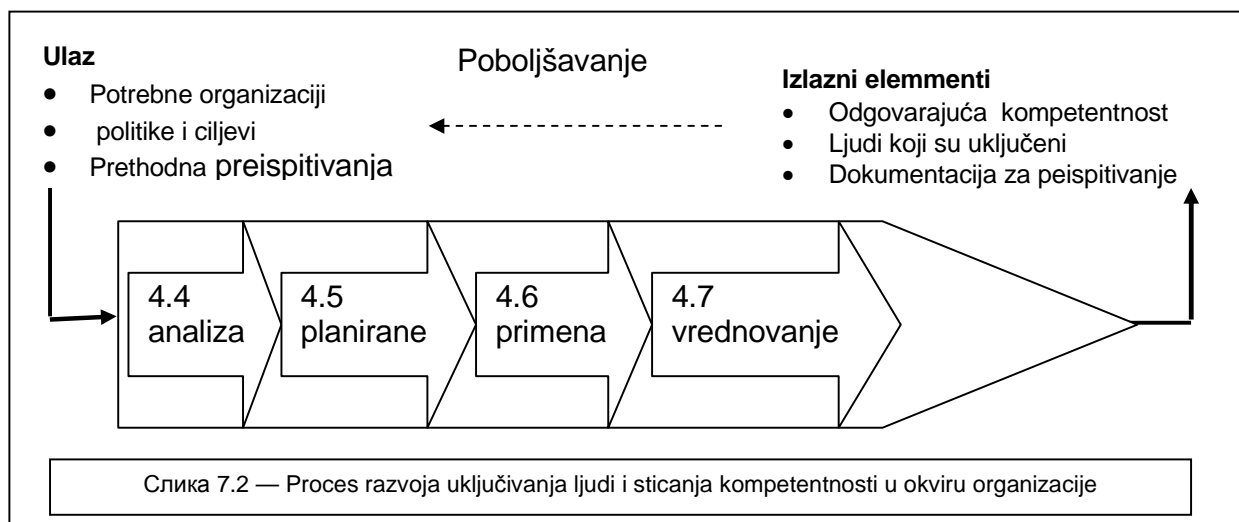 Ulaz
• Potrebne organizaciji
• politike i ciljevi
• Prethodna preispitivanja
Poboljšavanje
Izlazni elemmenti
• Odgovarajuća kompetentnost
• Ljudi koji su uključeni
• Dokumentacija za peispitivanje
4.4
analiza
4.5
planirane
4.6
primena
4.7
vrednovanje
Слика 7.2 — Proces razvoja uključivanja ljudi i sticanja kompetentnosti u okviru organizacije